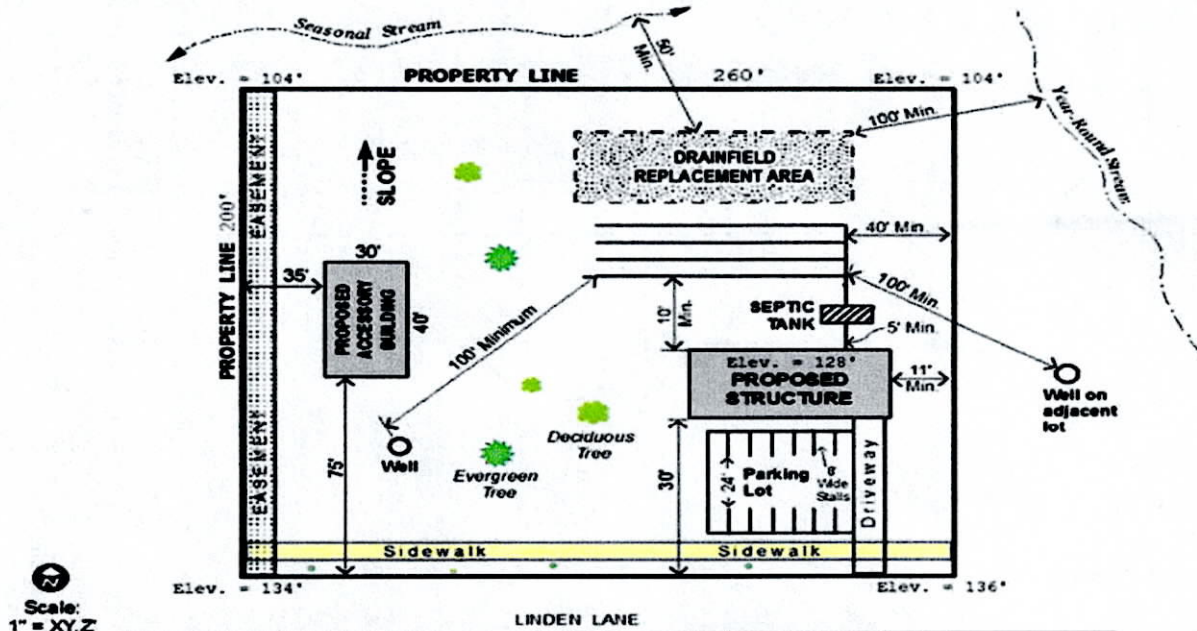 Seasonal Stream
50' Min.
Elev. = 104'
PROPERTY LINE 260'
Elev. = 104'
Year-Round Stream
100' Min.
EASEMENT
SLOPE
DRAINFIELD
REPLACEMENT AREA
PROPERTY LINE 200'
40' Min.
30'
35'
PROPOSED
ACCESSORY
BUILDING
40'
100' Minimum
10'
Min.
SEPTIC
TANK
100' Min.
5' Min.
Elev. = 128'
PROPOSED
STRUCTURE
11'
Min.
Well on
adjacent
lot
EASEMENT
75'
Well
Deciduous
Tree
Evergreen
Tree
30'
24'
Parking
Lot
Wide
Stalls
Driveway
Sidewalk
Sidewalk
Elev. = 134'
Elev. = 136'
N
Scale:
1" = XY.Z'
LINDEN LANE